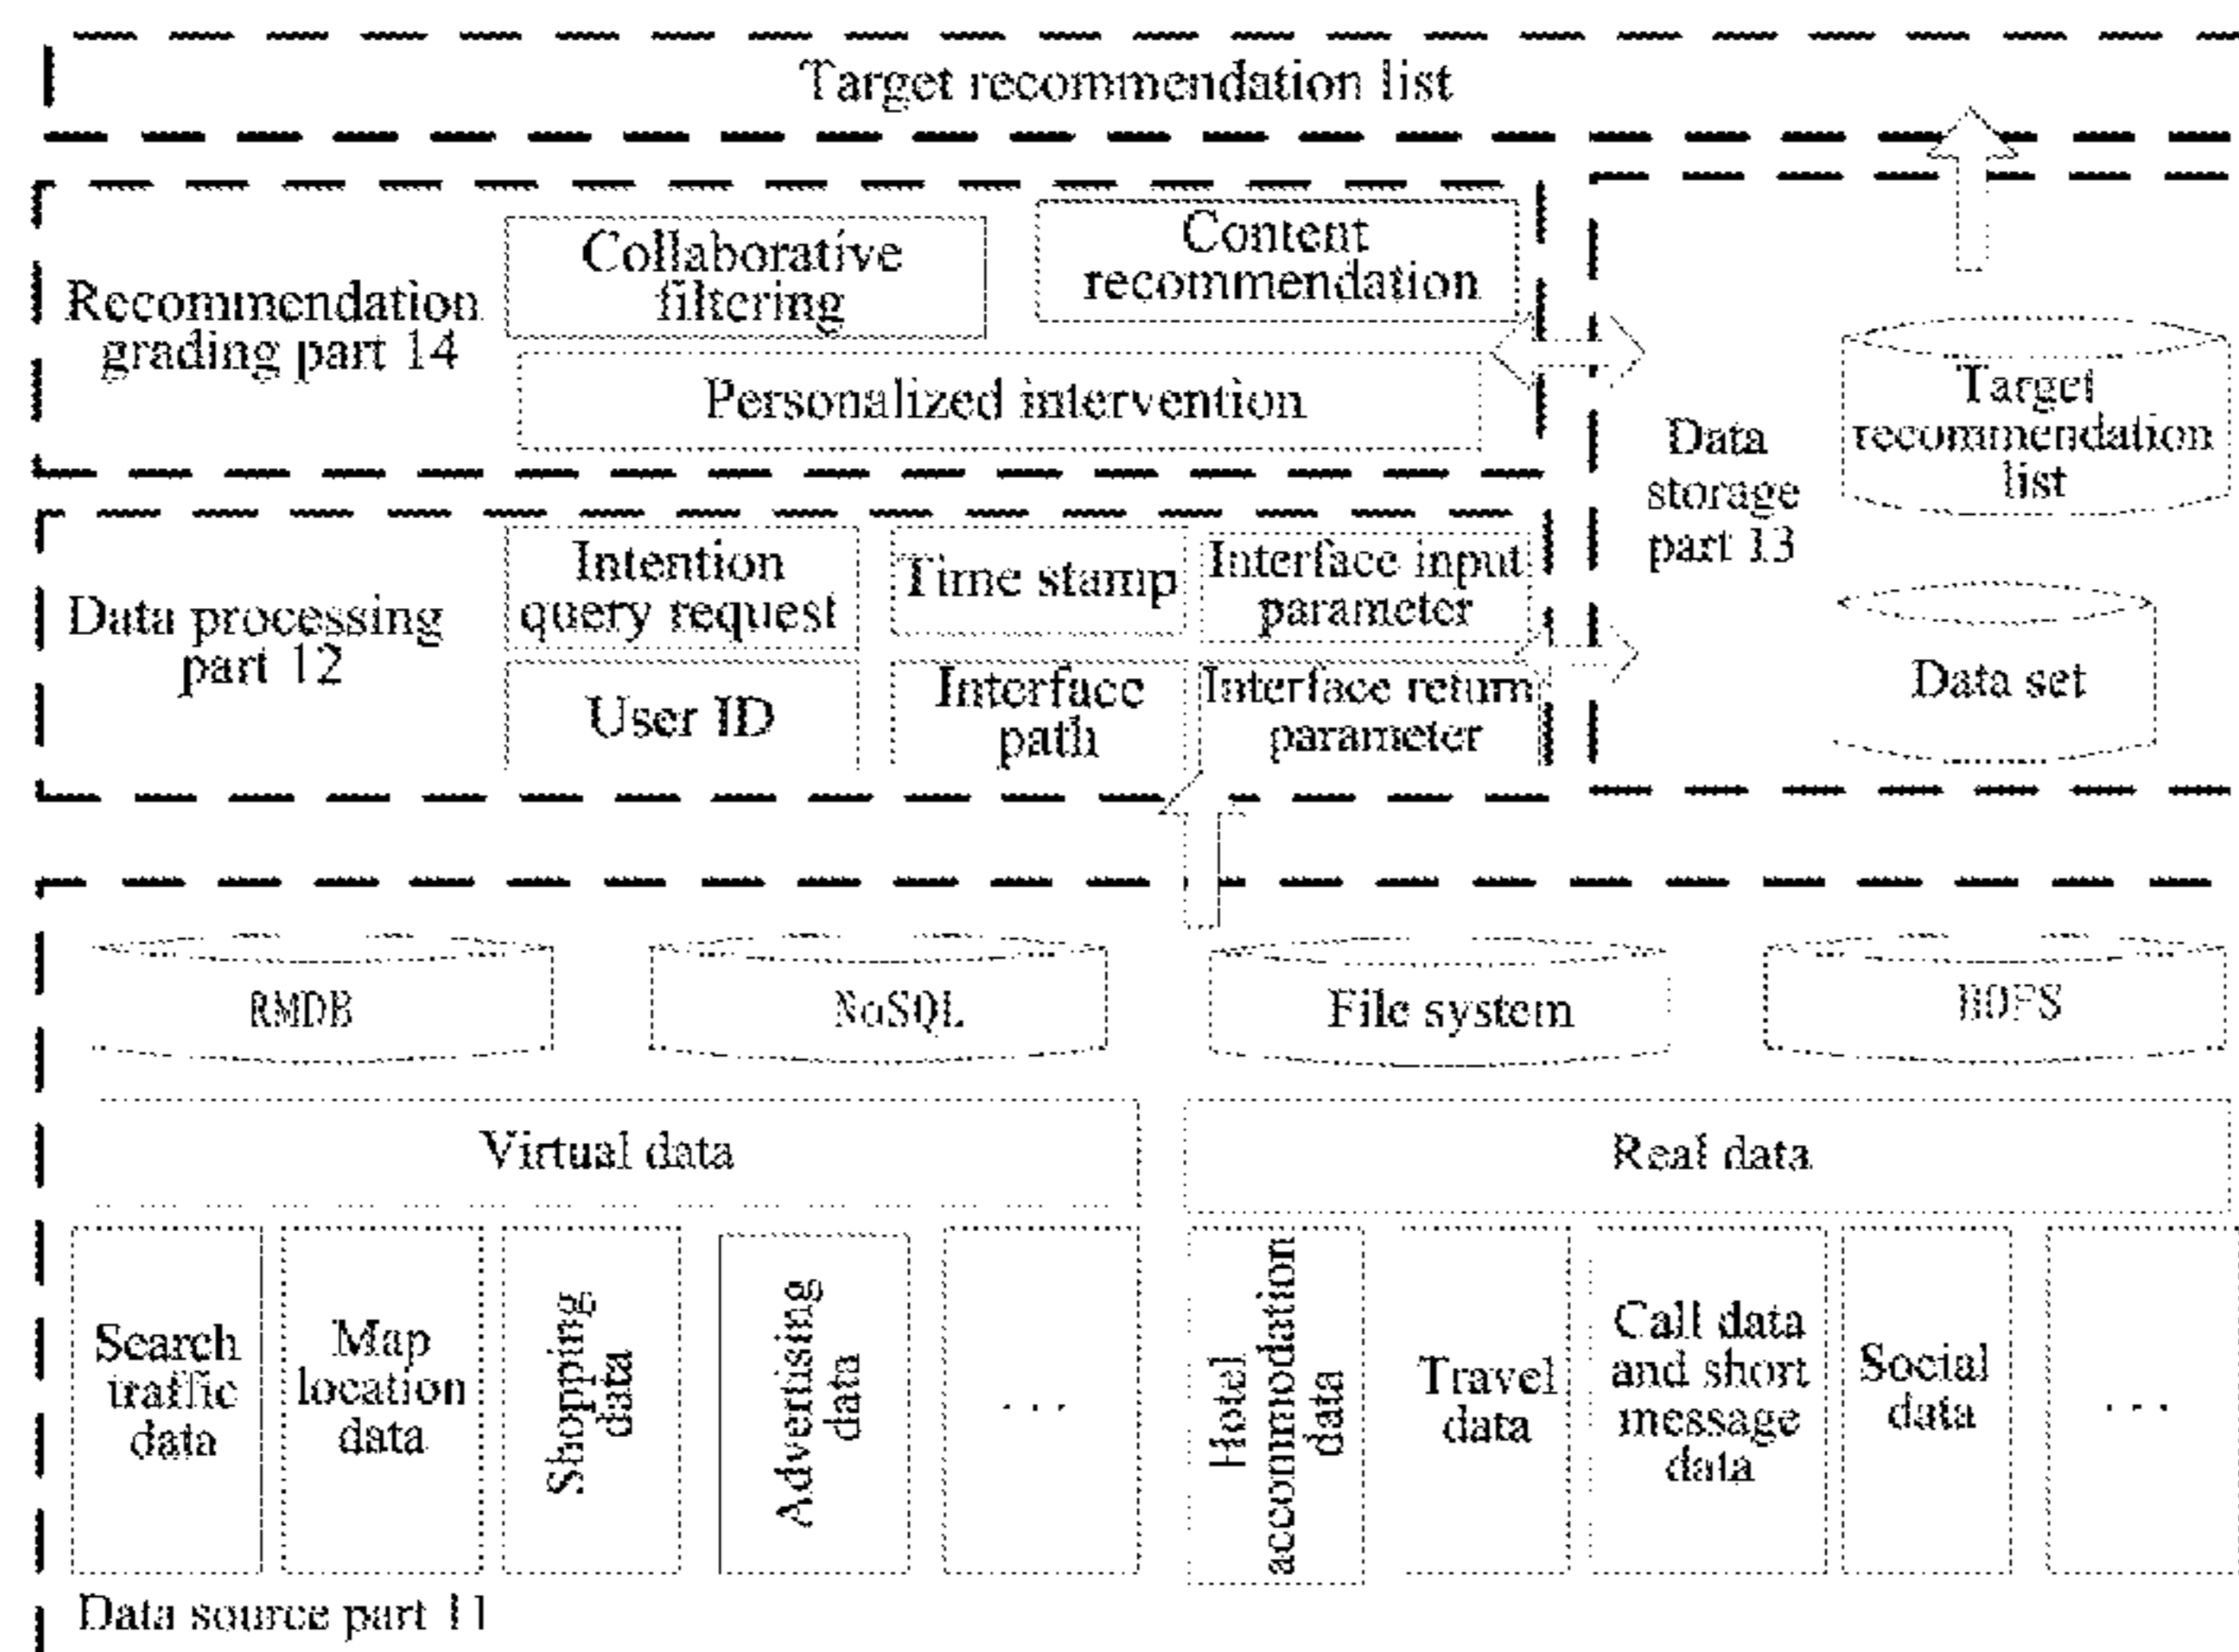 Target recommendation list
Recommendation
grading part 14
Collaborative
filtering
Content
recommendation
Personalized intervention
Data
storage
part 13
Target
recommendation
list
Data set
Data processing
part 12
Intention
query request
Time stamp
Interface input
parameter
User ID
Interface
path
Interface return
parameter
RMDB
NoSQL
File system
HDFS
Virtual data
Real data
Search
traffic
data
Map
location
data
Shopping
data
Advertising
data
...
Hotel
accommodation
data
Travel
data
Call data
and short
message
data
Social
data
...
Data source part 11